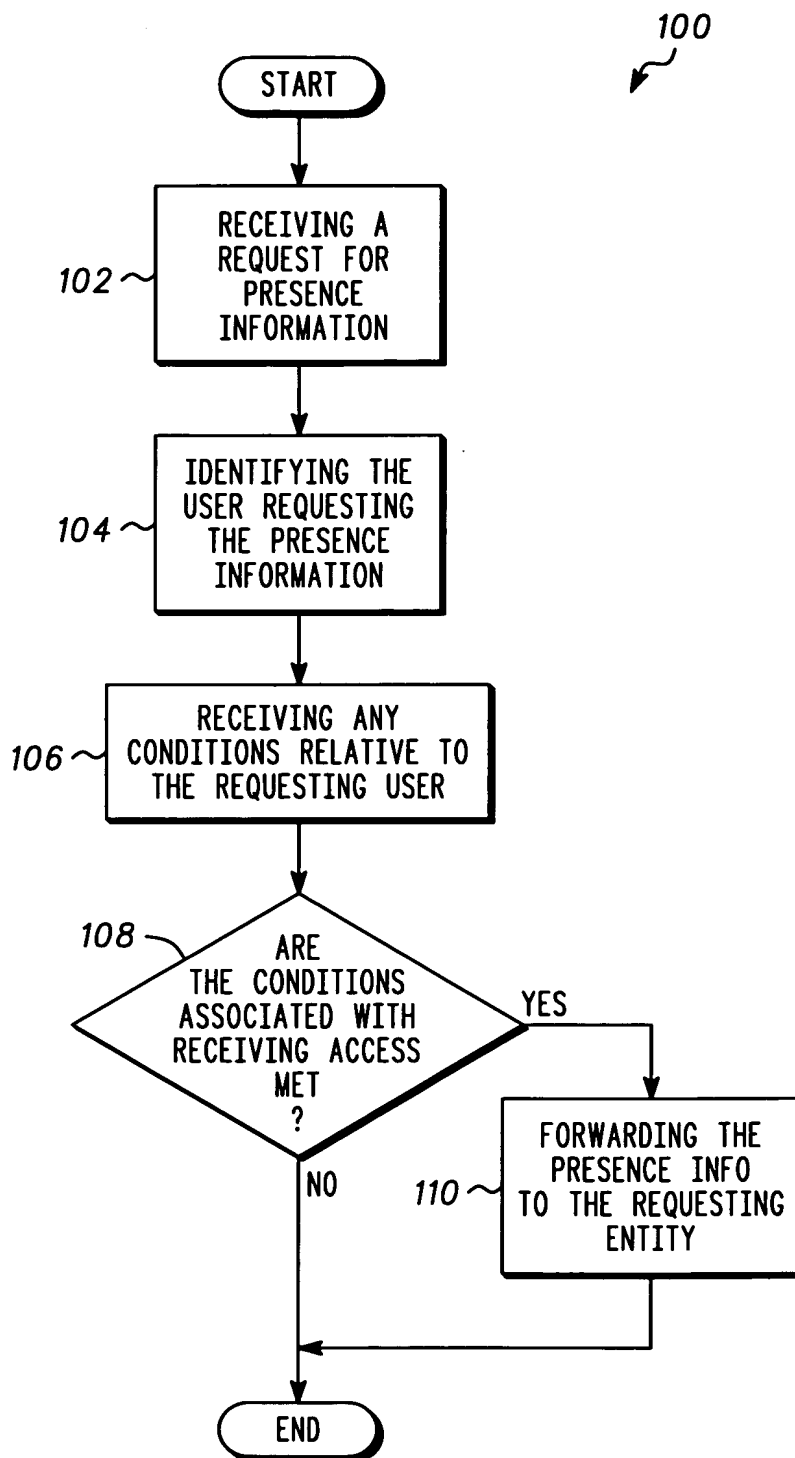 100
START
102
RECEIVING A
REQUEST FOR
PRESENCE
INFORMATION
104
IDENTIFYING THE
USER REQUESTING
THE PRESENCE
INFORMATION
106
RECEIVING ANY
CONDITIONS RELATIVE TO
THE REQUESTING USER
108
ARE
THE CONDITIONS
ASSOCIATED WITH
RECEIVING ACCESS
MET
?
YES
NO
110
FORWARDING THE
PRESENCE INFO
TO THE REQUESTING
ENTITY
END